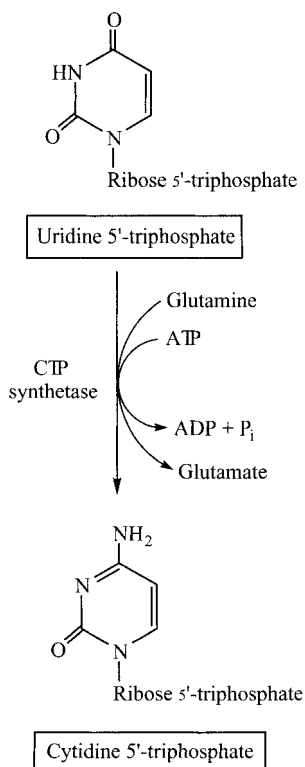 O
HN
O
N
Ribose 5'-triphosphate
Uridine 5'-triphosphate
Glutamine
ATP
CTP
synthetase
ADP + Pi
Glutamate
NH2
N
O
N
Ribose 5'-triphosphate
Cytidine 5'-triphosphate